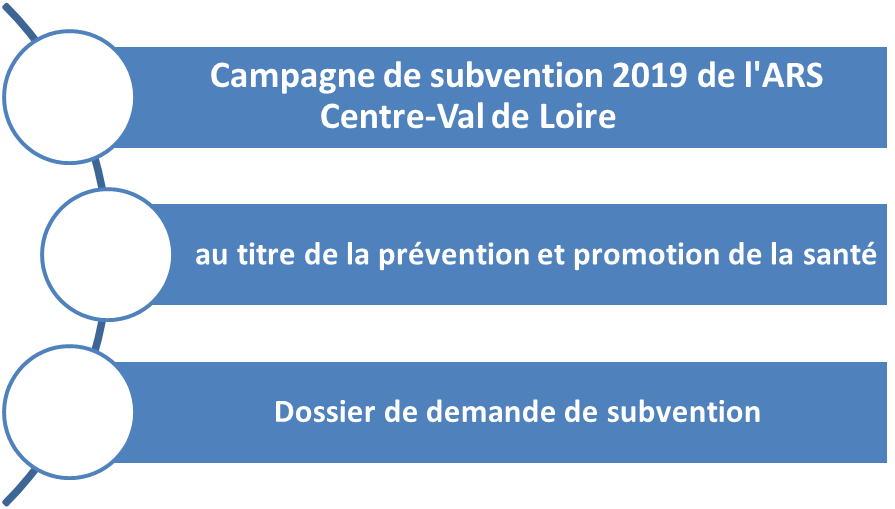 Campagne de subvention 2019 de l'ARS
Centre-Val de Loire
au titre de la prévention et promotion de la santé
Dossier de demande de subvention